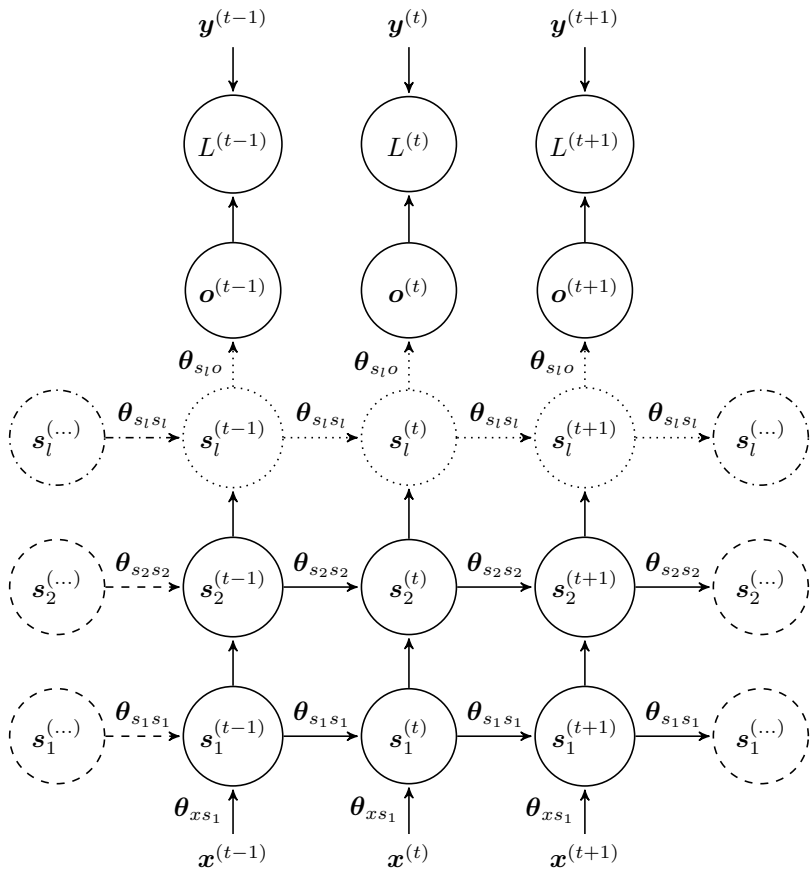 y^(t−1) y^(t) y^(t+1)
L^(t−1) L^(t) L^(t+1)
o^(t−1) o^(t) o^(t+1)
θ_{s_l o} θ_{s_l o} θ_{s_l o}
θ_{s_l s_l} θ_{s_l s_l} θ_{s_l s_l} θ_{s_l s_l}
s_l^(...) s_l^(t−1) s_l^(t) s_l^(t+1) s_l^(...)
θ_{s_2 s_2} θ_{s_2 s_2} θ_{s_2 s_2} θ_{s_2 s_2}
s_2^(...) s_2^(t−1) s_2^(t) s_2^(t+1) s_2^(...)
θ_{s_1 s_1} θ_{s_1 s_1} θ_{s_1 s_1} θ_{s_1 s_1}
s_1^(...) s_1^(t−1) s_1^(t) s_1^(t+1) s_1^(...)
θ_{x s_1} θ_{x s_1} θ_{x s_1}
x^(t−1) x^(t) x^(t+1)